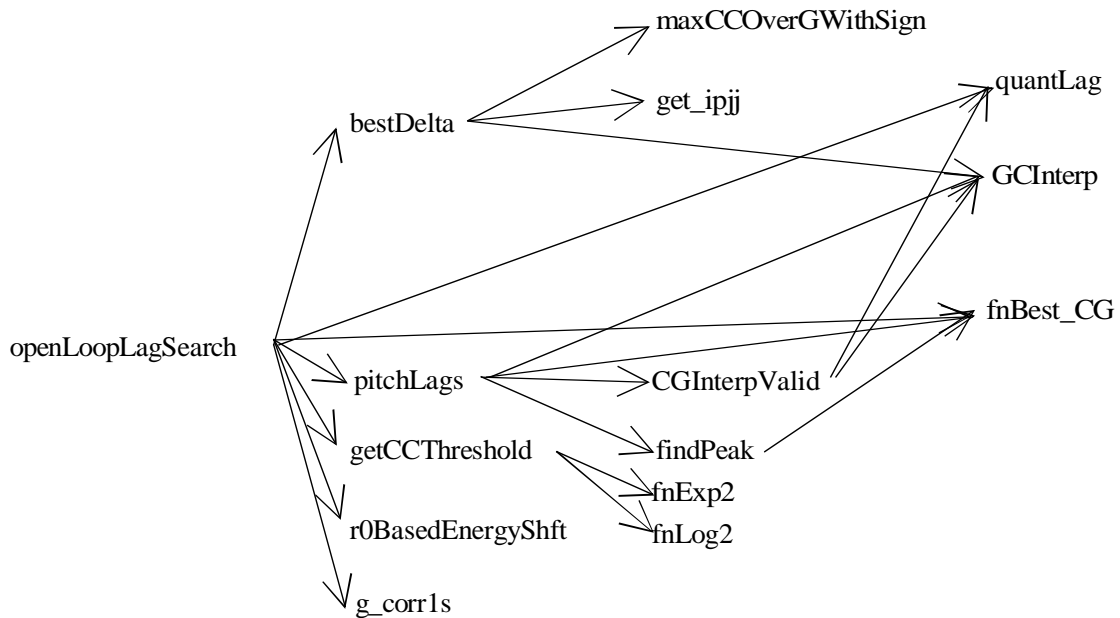 maxCCOverGWithSign
quantLag
get_ipjj
bestDelta
GCInterp
fnBest_CG
openLoopLagSearch
pitchLags
CGInterpValid
getCCThreshold
findPeak
fnExp2
r0BasedEnergyShft
fnLog2
g_corr1s